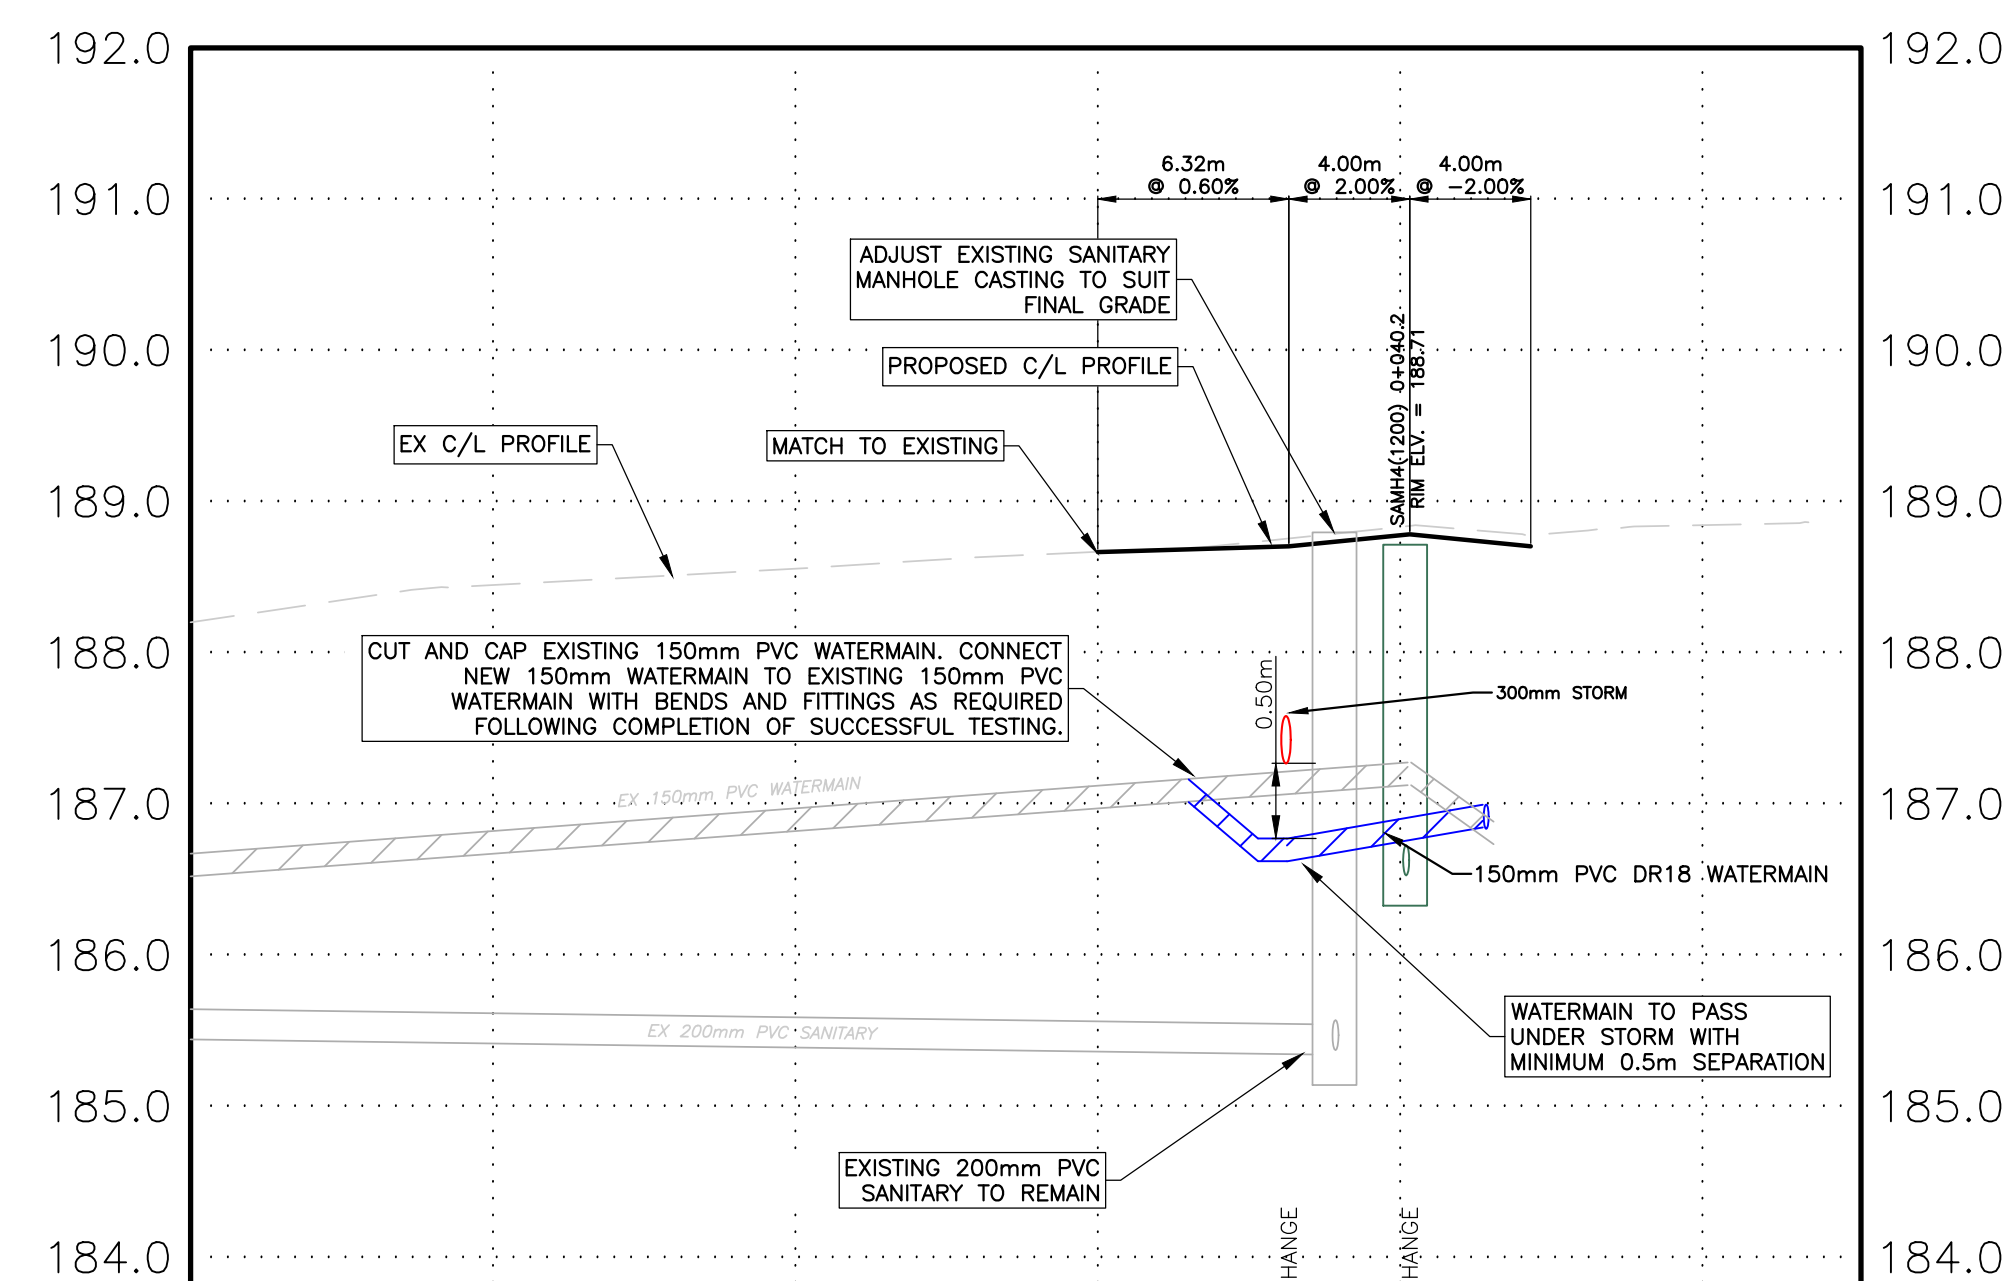 192.0
192.0
6.32m
@ 0.60%
4.00m
@ 2.00%
4.00m
@ -2.00%
191.0
191.0
ADJUST EXISTING SANITARY
MANHOLE CASTING TO SUIT
FINAL GRADE
190.0
190.0
PROPOSED C/L PROFILE
SAMH4(1200) 0+040.2
RIM ELV. = 188.71
EX C/L PROFILE
MATCH TO EXISTING
189.0
189.0
188.0
188.0
CUT AND CAP EXISTING 150mm PVC WATERMAIN. CONNECT
NEW 150mm WATERMAIN TO EXISTING 150mm PVC
WATERMAIN WITH BENDS AND FITTINGS AS REQUIRED
FOLLOWING COMPLETION OF SUCCESSFUL TESTING.
0.50m
300mm STORM
EX 150mm PVC WATERMAIN
187.0
187.0
150mm PVC DR18 WATERMAIN
186.0
186.0
WATERMAIN TO PASS
UNDER STORM WITH
MINIMUM 0.5m SEPARATION
EX 200mm PVC SANITARY
185.0
185.0
EXISTING 200mm PVC
SANITARY TO REMAIN
184.0
184.0
HANGE
HANGE